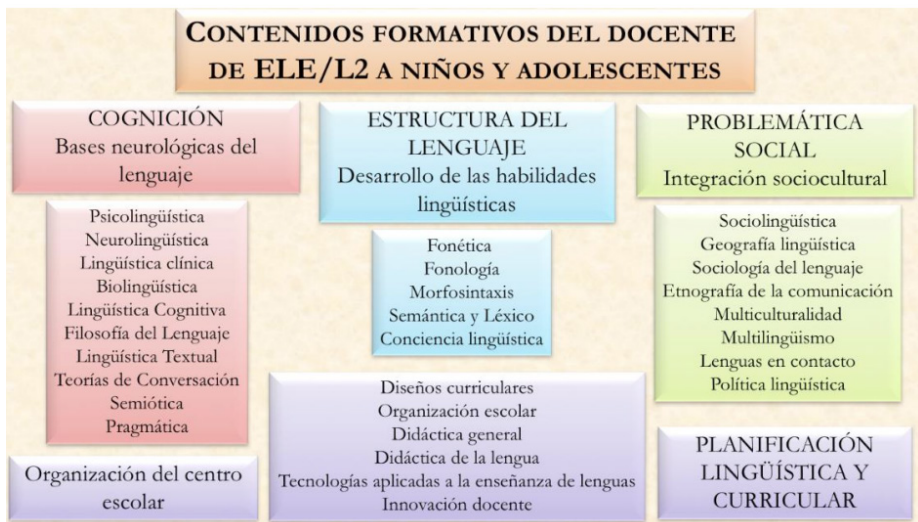 CONTENIDOS FORMATIVOS DEL DOCENTE
DE ELE/L2 A NIÑOS Y ADOLESCENTES
COGNICIÓN
Bases neurológicas del
lenguaje
Psicolingüística
Neurolingüística
Lingüística clínica
Biolingüística
Lingüística Cognitiva
Filosofía del Lenguaje
Lingüística Textual
Teorías de Conversación
Semiótica
Pragmática
ESTRUCTURA DEL
LENGUAJE
Desarrollo de las habilidades
lingüísticas
Fonética
Fonología
Morfosintaxis
Semántica y Léxico
Conciencia lingüística
PROBLEMÁTICA
SOCIAL
Integración sociocultural
Sociolingüística
Geografía lingüística
Sociología del lenguaje
Etnografía de la comunicación
Multiculturalidad
Multilingüismo
Lenguas en contacto
Política lingüística
Organización del centro
escolar
Diseños curriculares
Organización escolar
Didáctica general
Didáctica de la lengua
Tecnologías aplicadas a la enseñanza de lenguas
Innovación docente
PLANIFICACIÓN
LINGÜÍSTICA Y
CURRICULAR